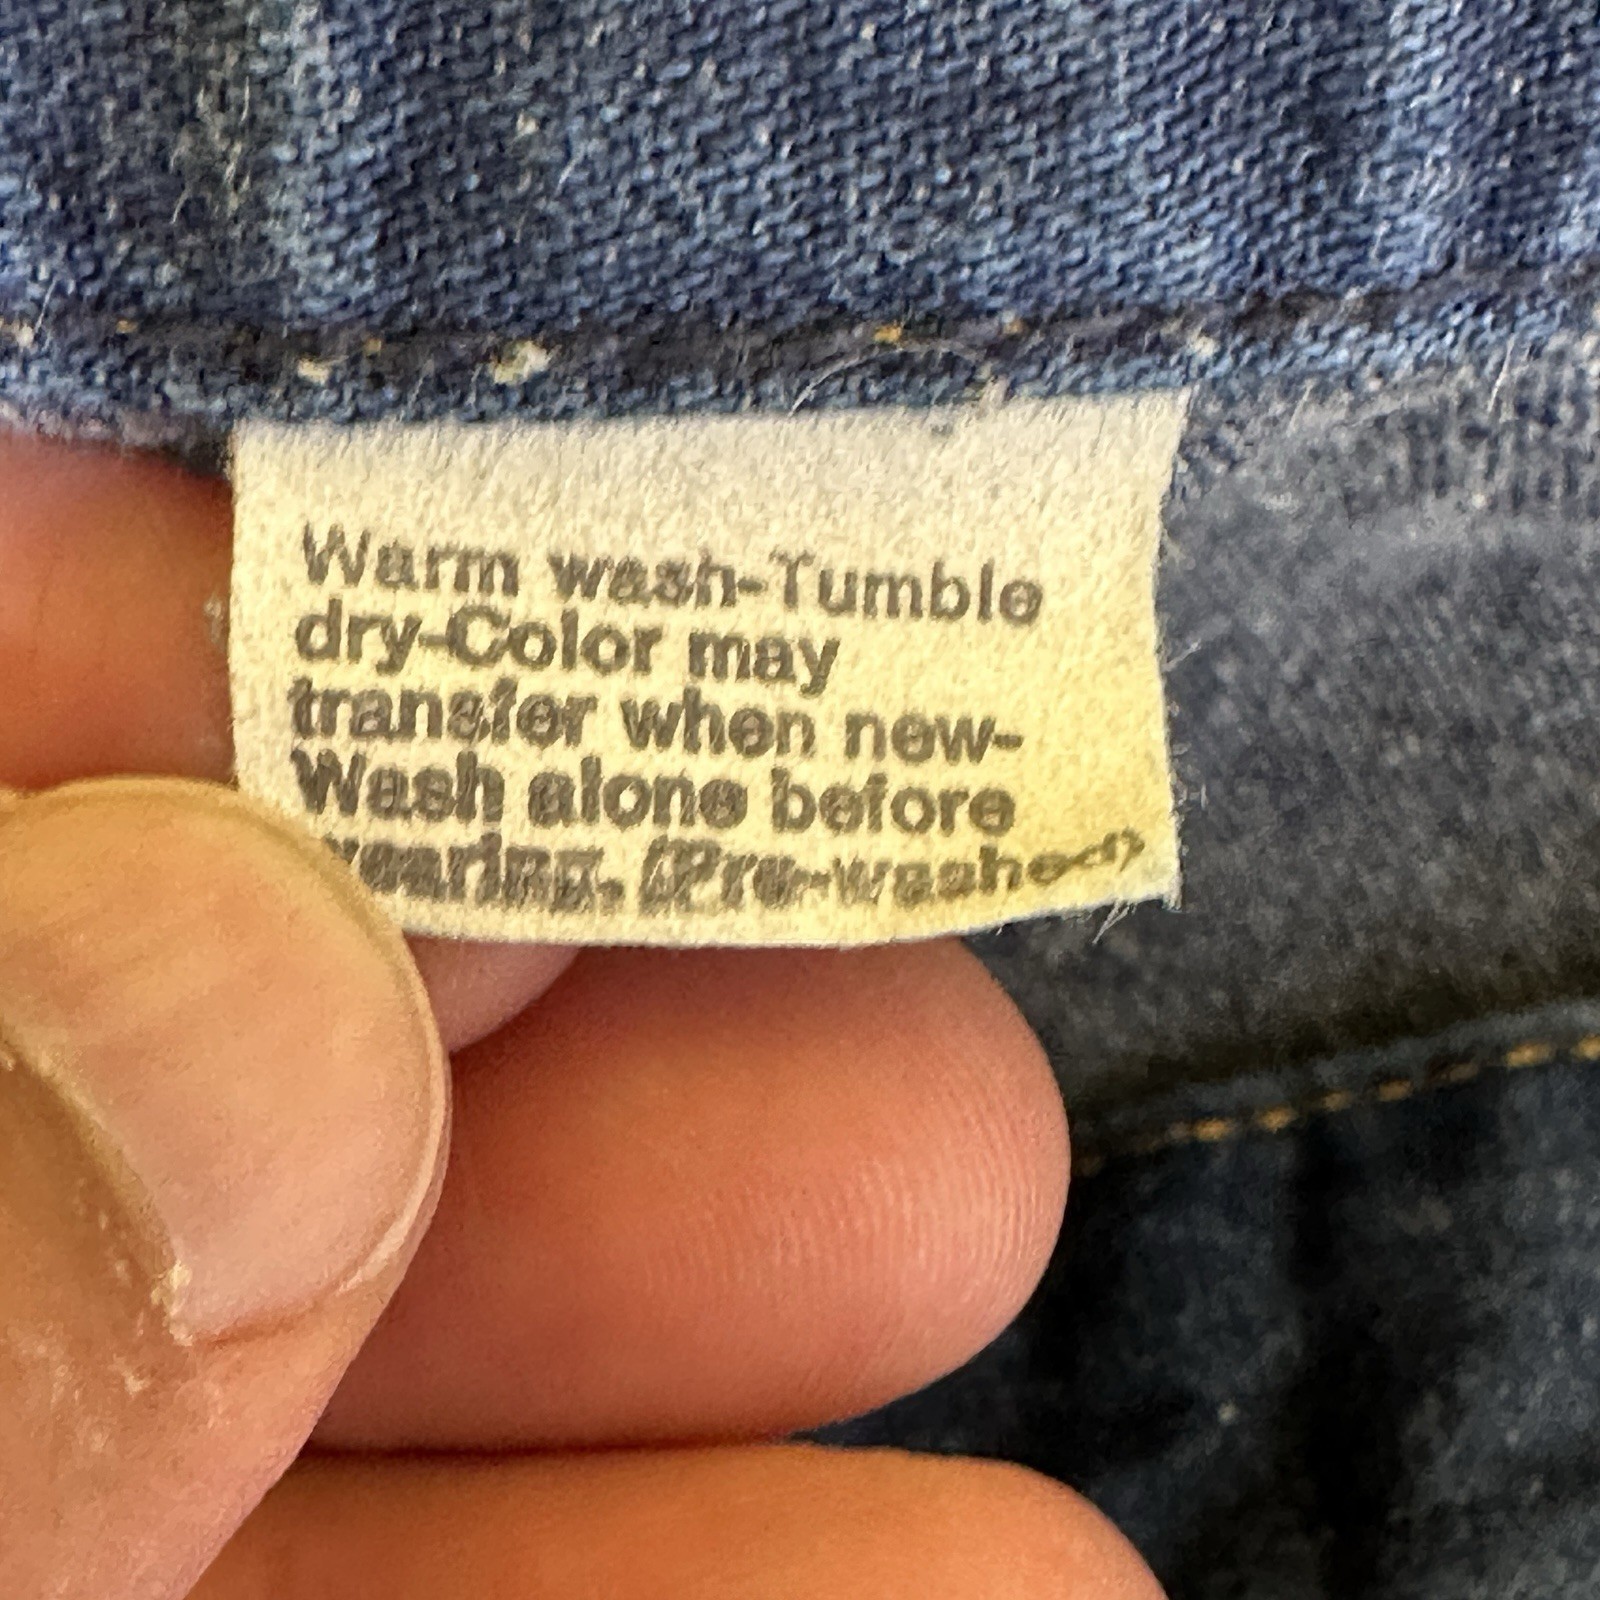 Warm wash-Tumble
dry-Color may
transfer when new-
Wash alone before
wearing. (Pre-washed)